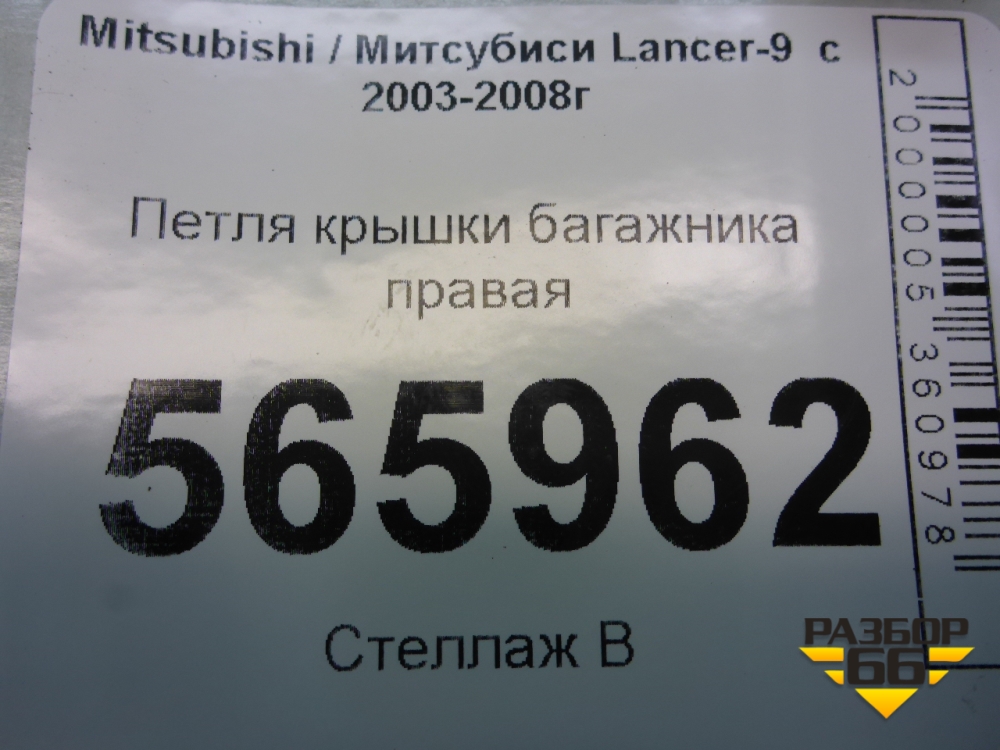 Mitsubishi / Митсубиси Lancer-9 с
2003-2008г
Петля крышки багажника
правая
565962
Стеллаж В
2000005360978
РАЗБОР
66